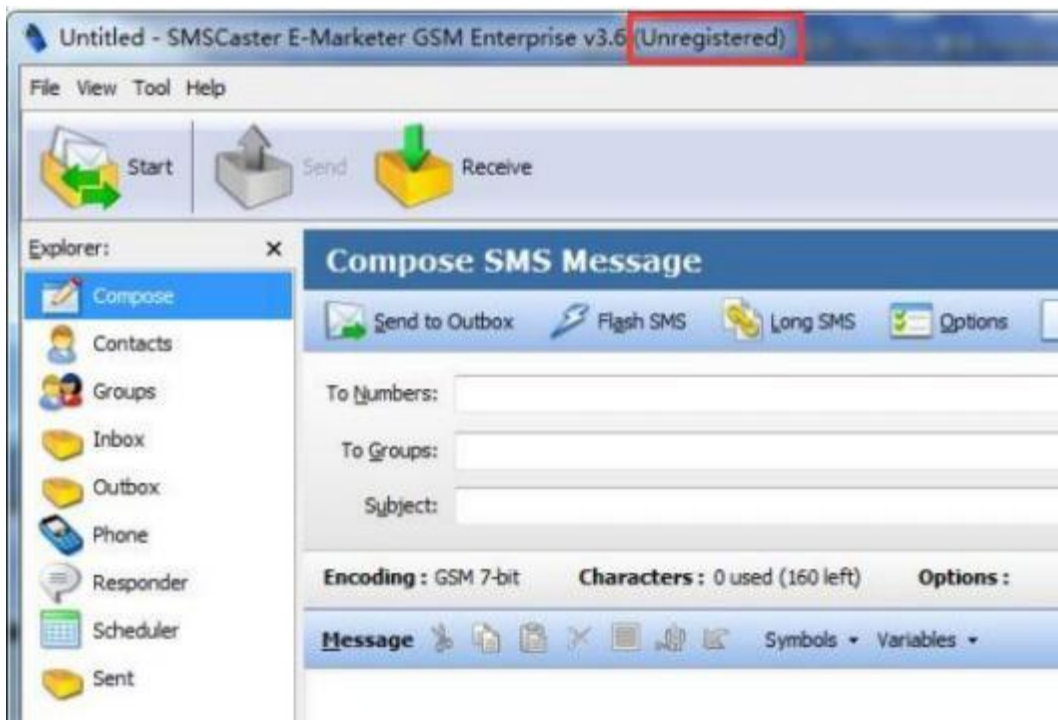 Untitled - SMSCaster E-Marketer GSM Enterprise v3.6 (Unregistered)
File View Tool Help
Start Send Receive
Explorer:
Compose
Contacts
Groups
Inbox
Outbox
Phone
Responder
Scheduler
Sent
Compose SMS Message
Send to Outbox Flash SMS Long SMS Options
To Numbers:
To Groups:
Subject:
Encoding : GSM 7-bit Characters : 0 used (160 left) Options :
Message Symbols Variables